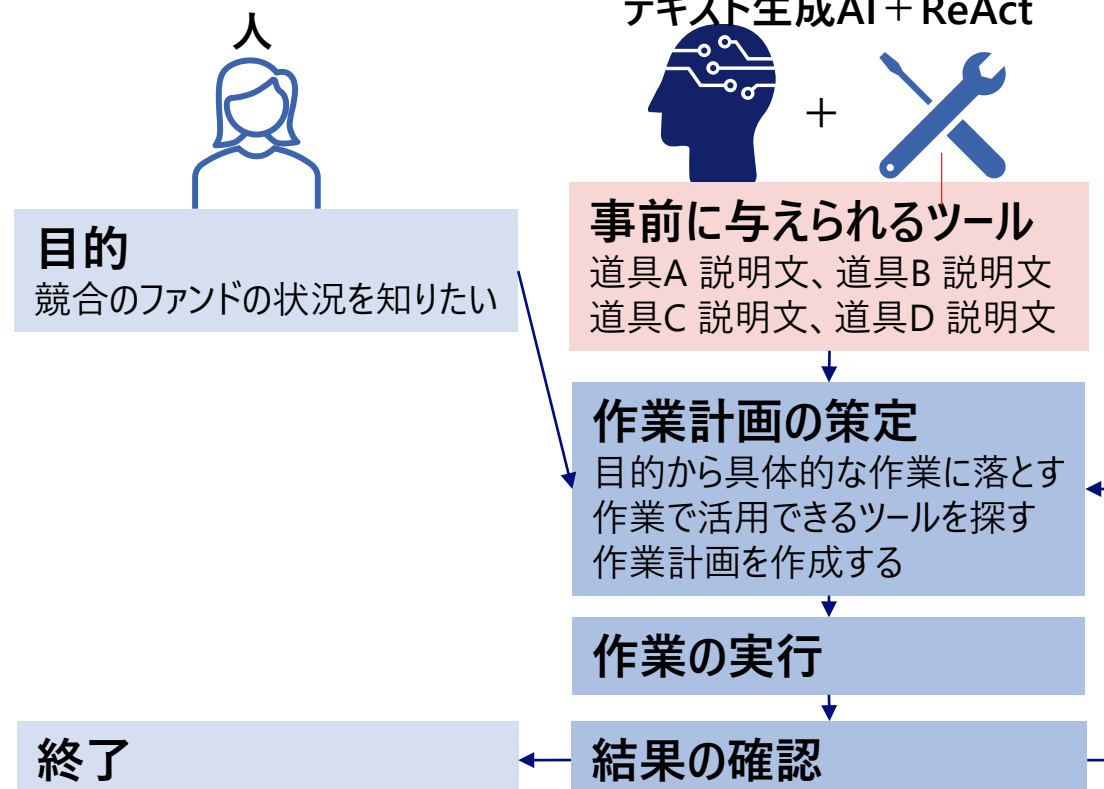 人
テキスト生成AI＋ReAct
＋
目的
競合のファンドの状況を知りたい
事前に与えられるツール
道具A 説明文、道具B 説明文
道具C 説明文、道具D 説明文
作業計画の策定
目的から具体的な作業に落とす
作業で活用できるツールを探す
作業計画を作成する
作業の実行
終了
結果の確認